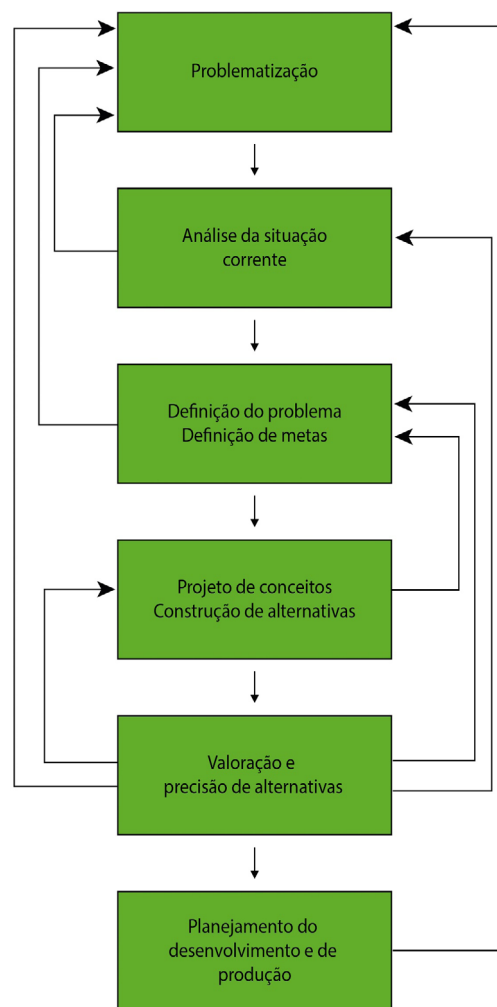 Problematização
Análise da situação
corrente
Definição do problema
Definição de metas
Projeto de conceitos
Construção de alternativas
Valoração e
precisão de alternativas
Planejamento do
desenvolvimento e de
produção